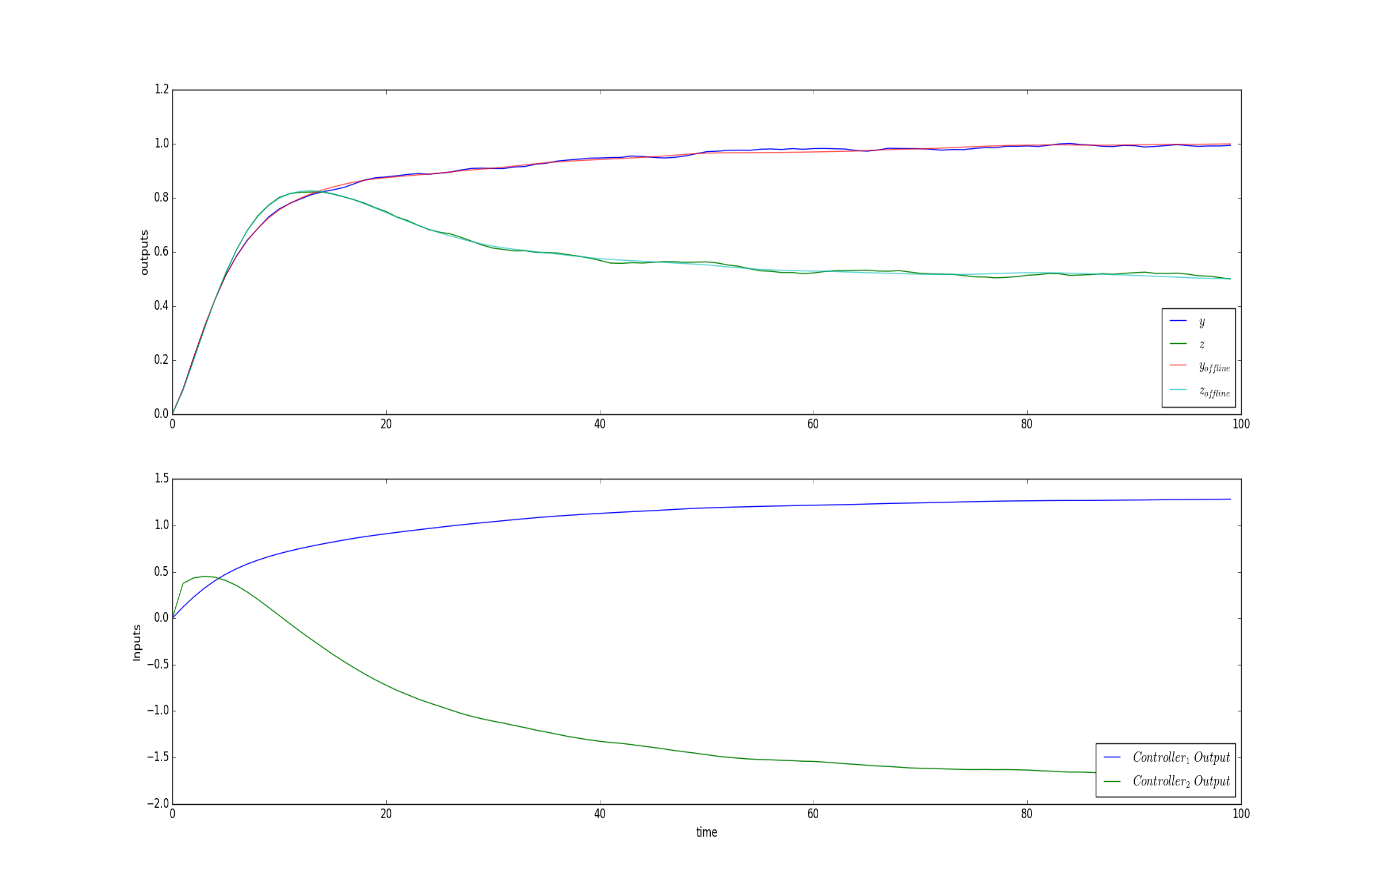 1.2
1.0
0.8
0.6
0.4
0.2
0.0
outputs
y
z
y_offline
z_offline
0 20 40 60 80 100
1.5
1.0
0.5
0.0
−0.5
−1.0
−1.5
−2.0
Inputs
Controller_1 Output
Controller_2 Output
0 20 40 60 80 100
time